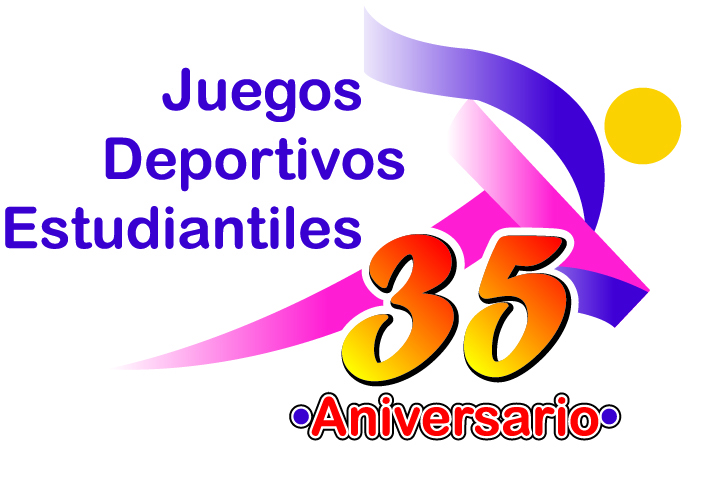 Juegos
Deportivos
Estudiantiles
35
•Aniversario•